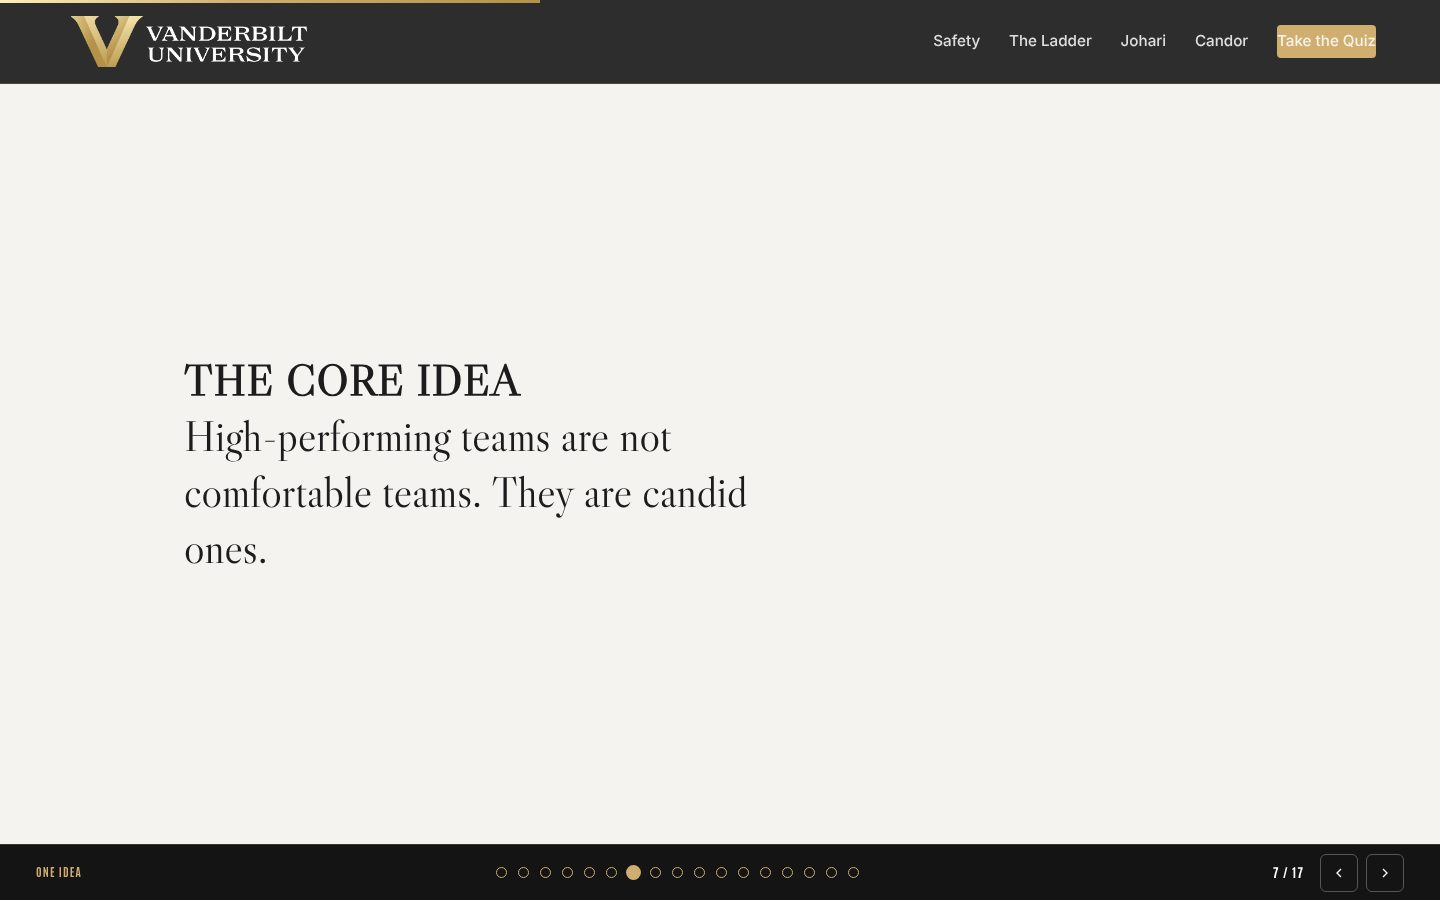 VANDERBILT
UNIVERSITY
Safety
The Ladder
Johari
Candor
Take the Quiz
THE CORE IDEA
High-performing teams are not
comfortable teams. They are candid
ones.
ONE IDEA
7 / 17